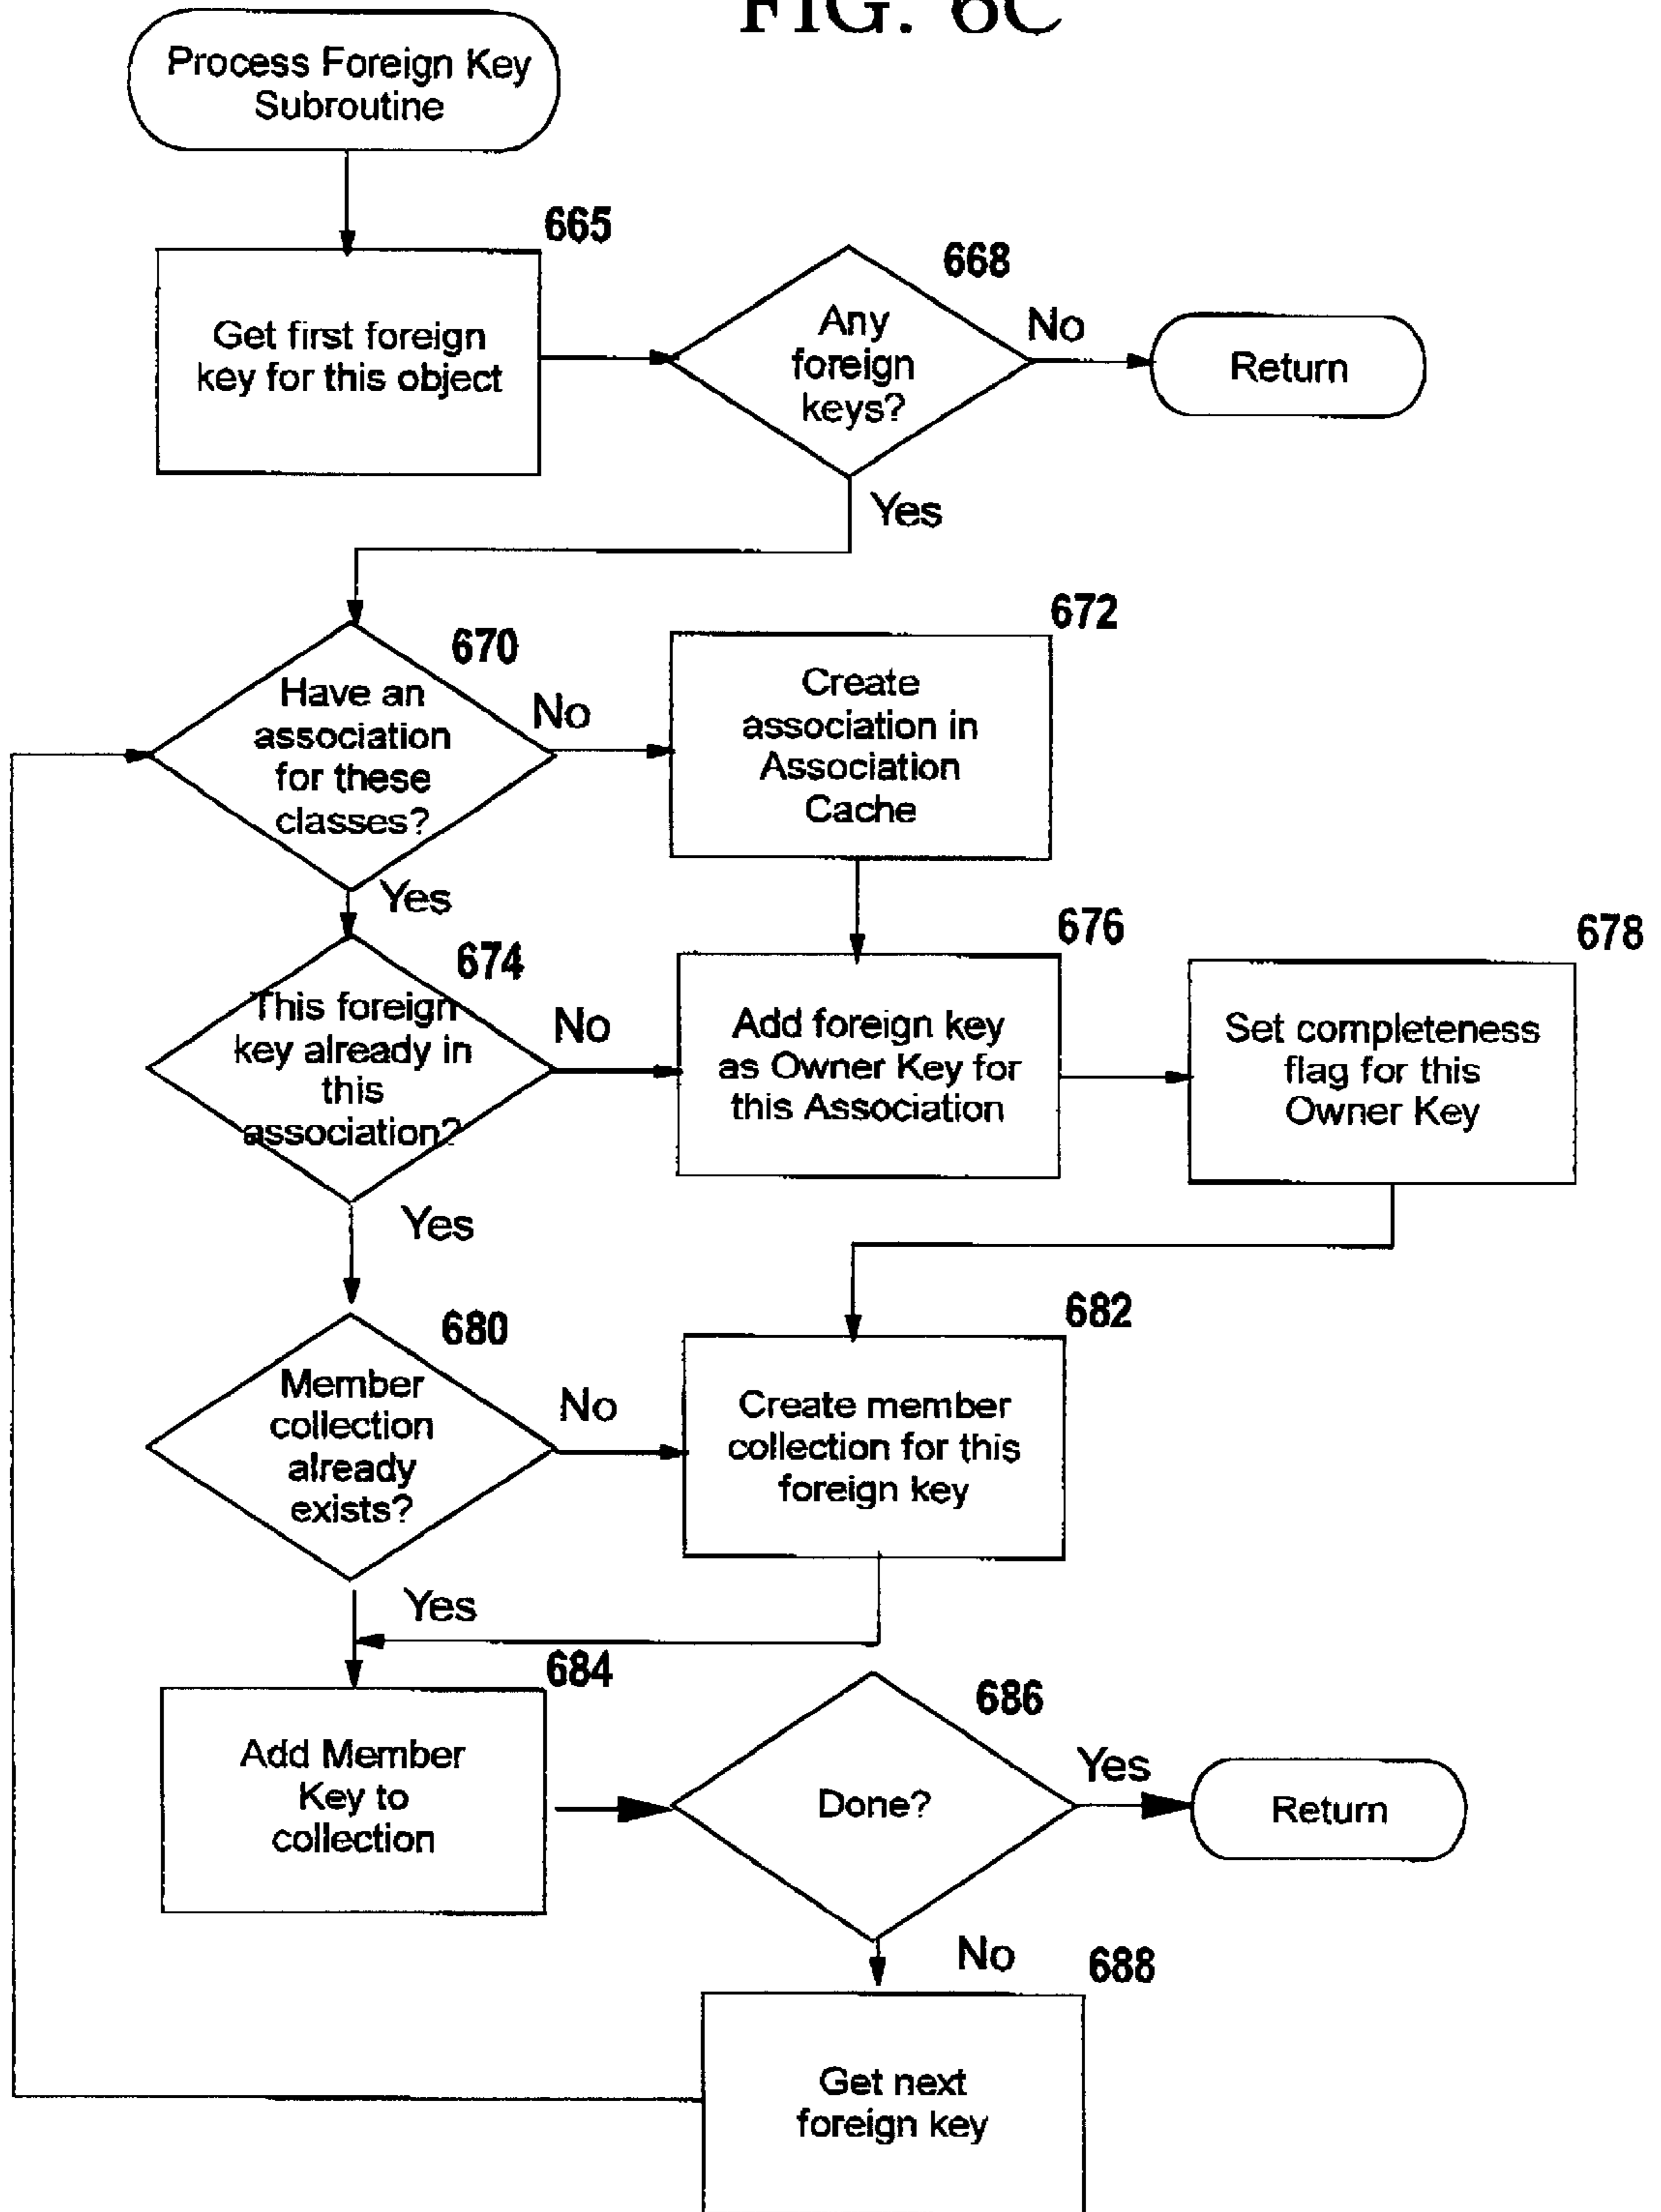 FIG. 6C
Process Foreign Key
Subroutine
665
Get first foreign
key for this object
668
Any
foreign
keys?
No
Return
Yes
670
Have an
association
for these
classes?
No
672
Create
association in
Association
Cache
Yes
674
This foreign
key already in
this
association?
No
676
Add foreign key
as Owner Key for
this Association
678
Set completeness
flag for this
Owner Key
Yes
680
Member
collection
already
exists?
No
682
Create member
collection for this
foreign key
Yes
684
Add Member
Key to
collection
686
Done?
Yes
Return
No
688
Get next
foreign key